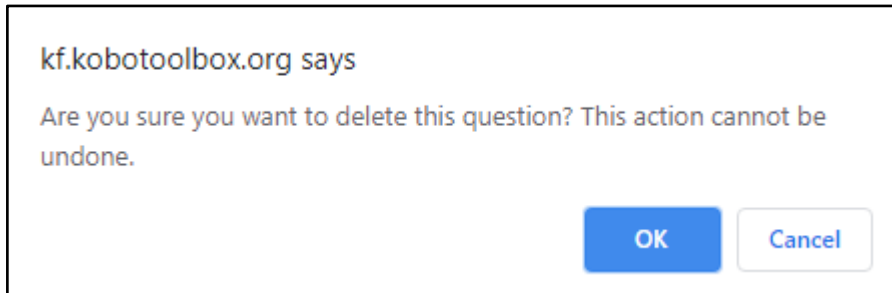 kf.kobotoolbox.org says
Are you sure you want to delete this question? This action cannot be
undone.
OK Cancel